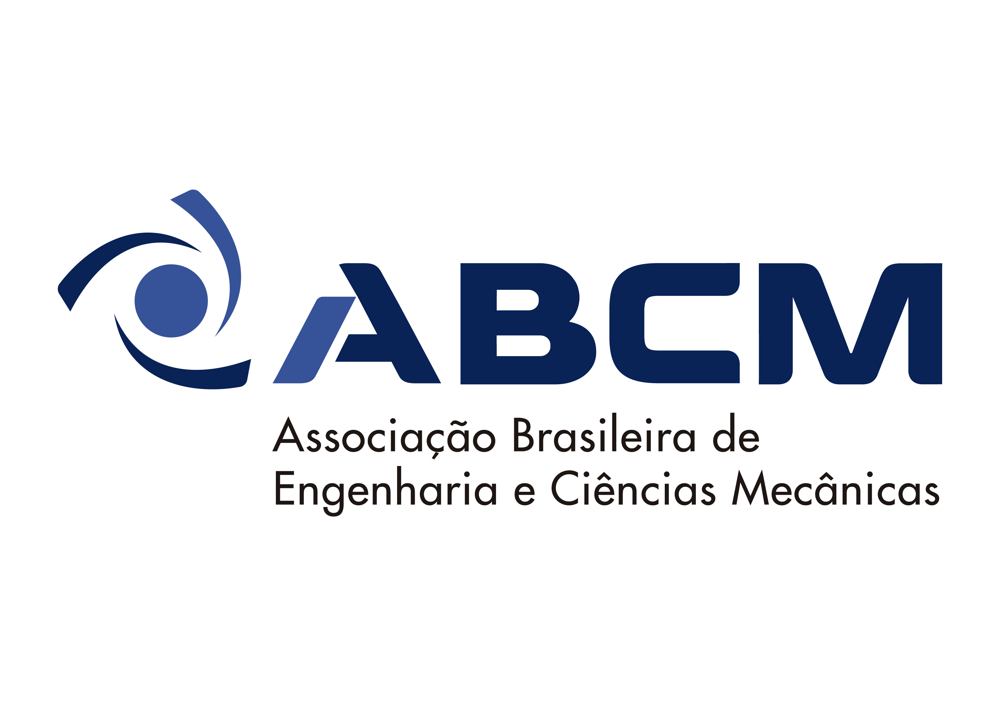 ABCM
Associação Brasileira de
Engenharia e Ciências Mecânicas